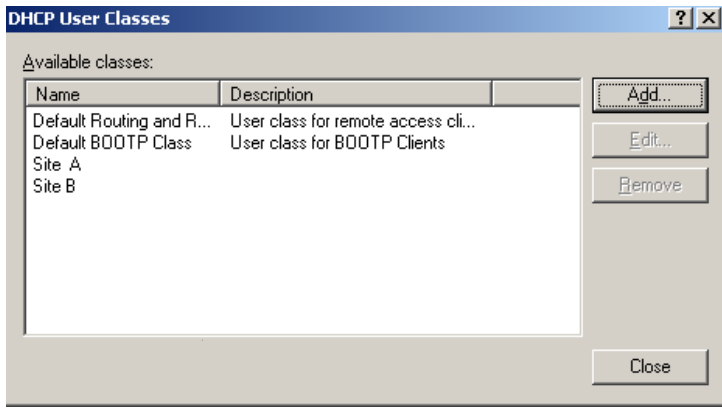 DHCP User Classes
Available classes:
Name Description
Default Routing and R... User class for remote access cli...
Default BOOTP Class User class for BOOTP Clients
Site A
Site B
Add...
Edit...
Remove
Close